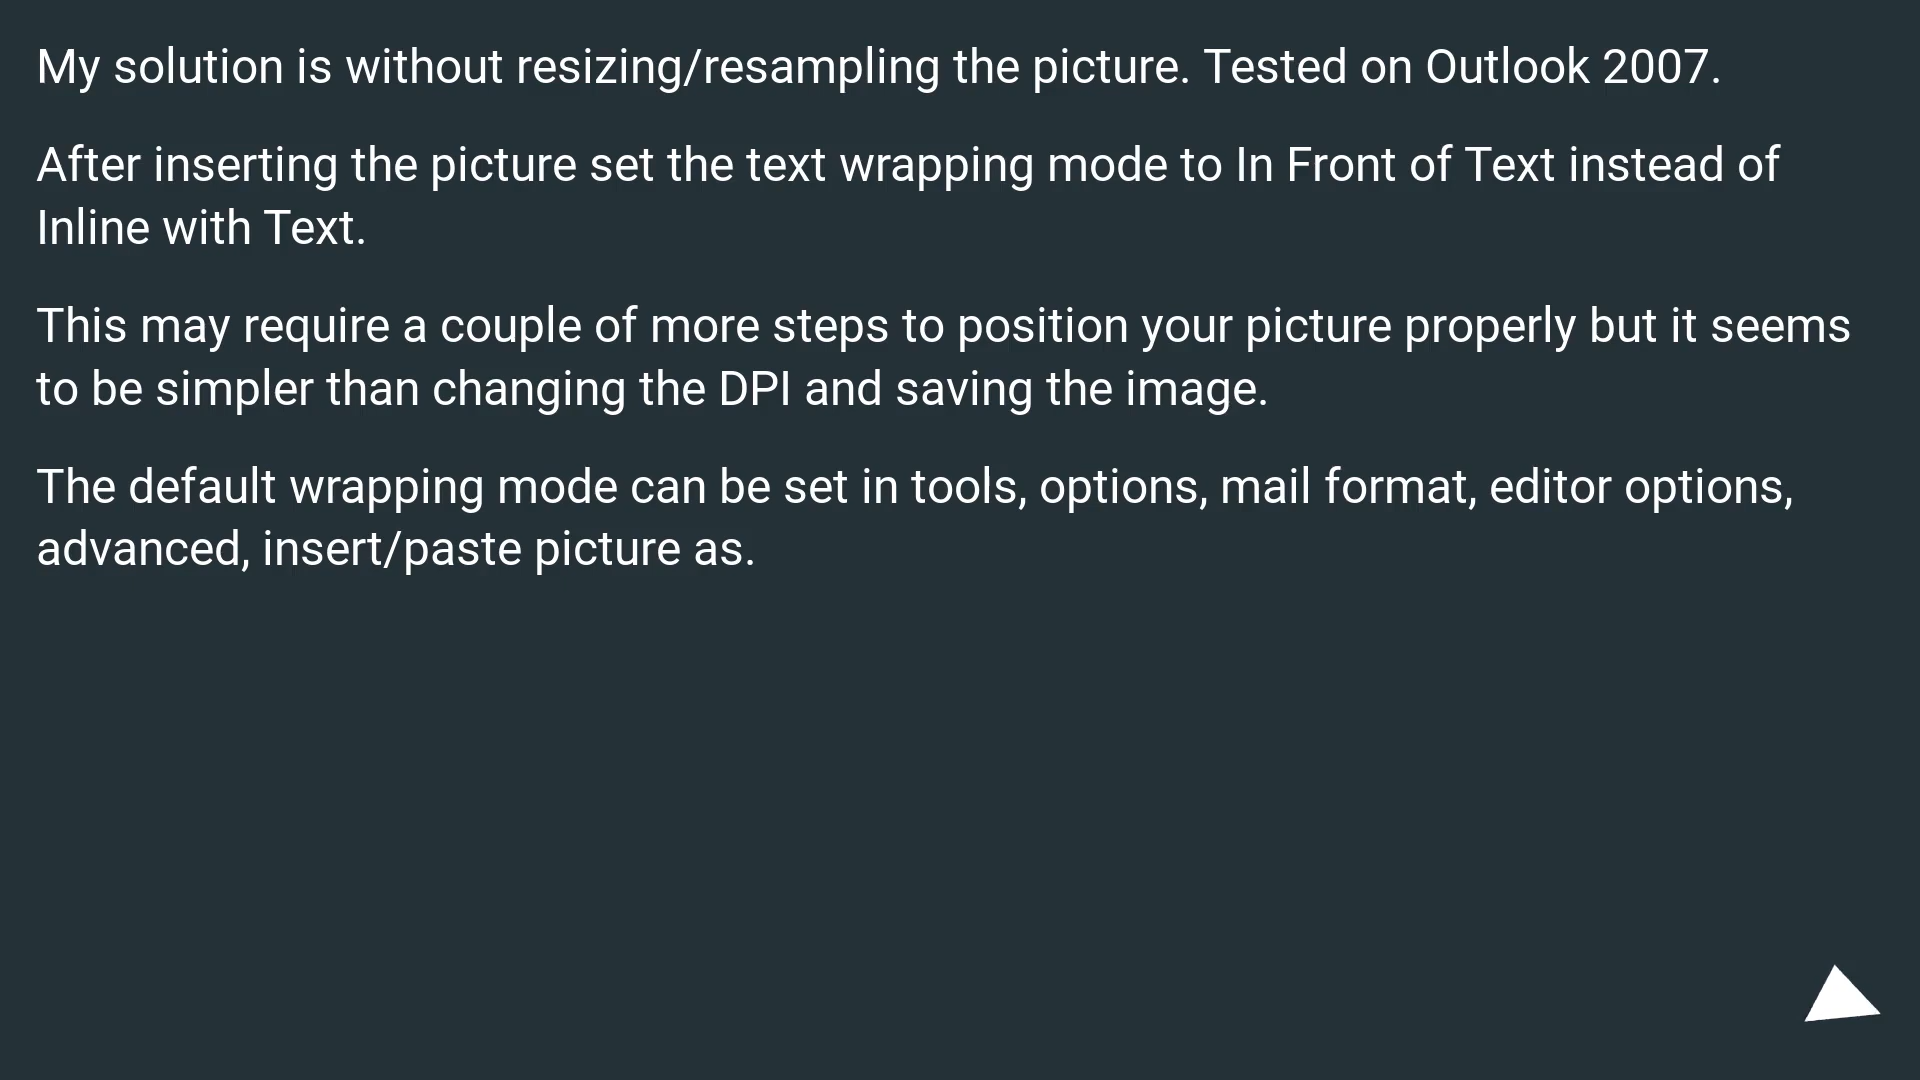 My solution is without resizing/resampling the picture. Tested on Outlook 2007.
After inserting the picture set the text wrapping mode to In Front of Text instead of
Inline with Text.
This may require a couple of more steps to position your picture properly but it seems
to be simpler than changing the DPI and saving the image.
The default wrapping mode can be set in tools, options, mail format, editor options,
advanced, insert/paste picture as.